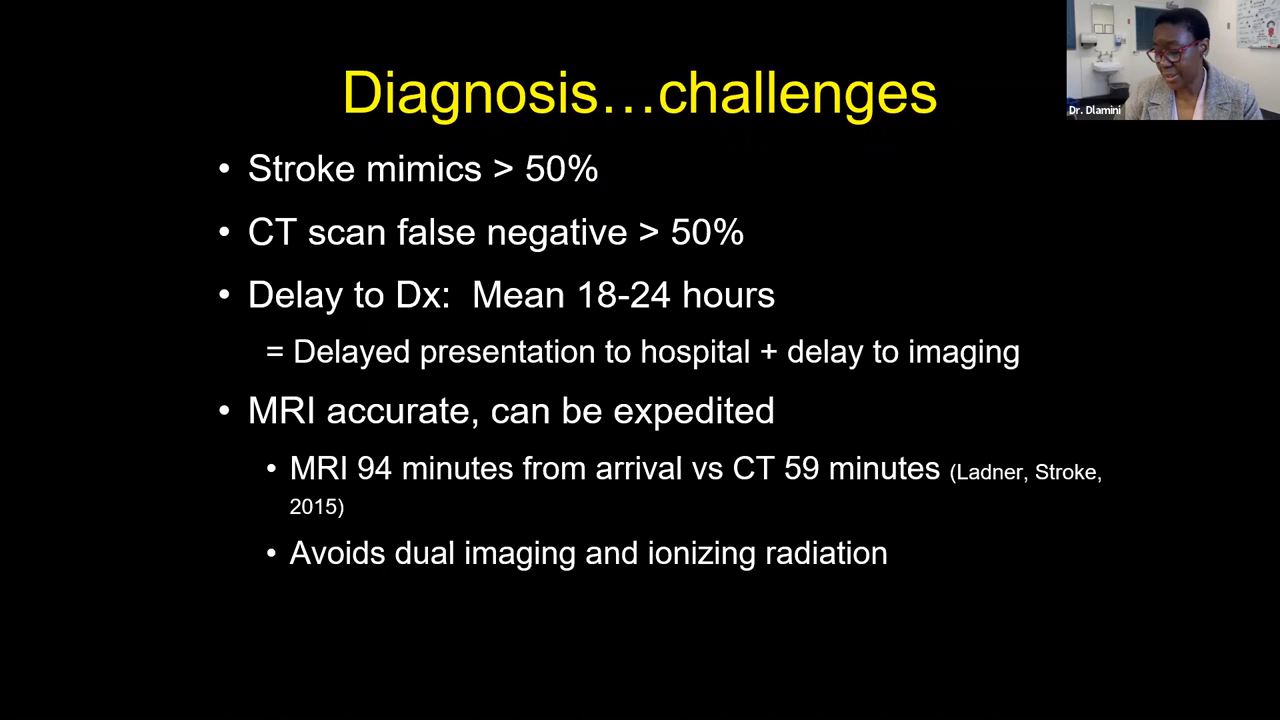 Diagnosis…challenges
Dr. Dlamini
• Stroke mimics > 50%
• CT scan false negative > 50%
• Delay to Dx:  Mean 18-24 hours
= Delayed presentation to hospital + delay to imaging
• MRI accurate, can be expedited
• MRI 94 minutes from arrival vs CT 59 minutes (Ladner, Stroke,
2015)
• Avoids dual imaging and ionizing radiation